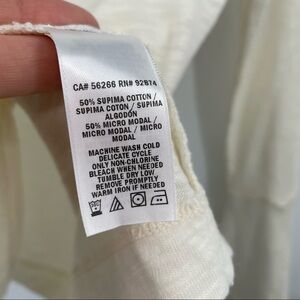 CA# 56266 RN# 92874
50% SUPIMA COTTON /
SUPIMA COTON / SUPIMA
ALGODÓN
50% MICRO MODAL /
MICRO MODAL / MICRO
MODAL
MACHINE WASH COLD
DELICATE CYCLE
ONLY NON-CHLORINE
BLEACH WHEN NEEDED
TUMBLE DRY LOW
REMOVE PROMPTLY
WARM IRON IF NEEDED